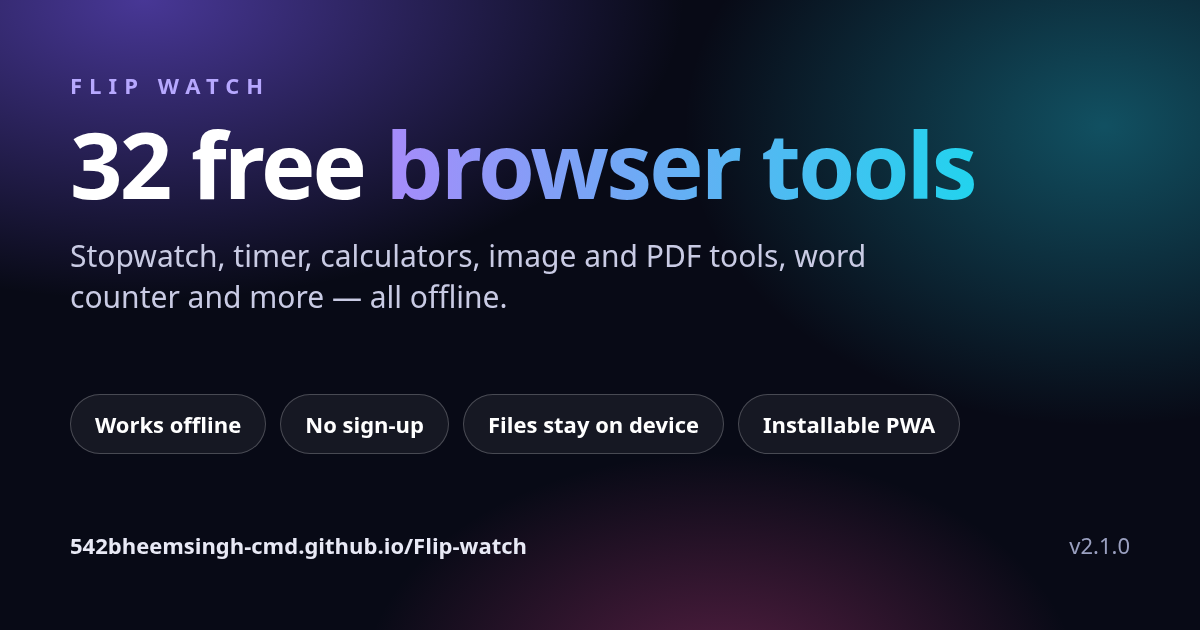 FLIP WATCH
32 free browser tools
Stopwatch, timer, calculators, image and PDF tools, word
counter and more — all offline.
Works offline
No sign-up
Files stay on device
Installable PWA
542bheemsingh-cmd.github.io/Flip-watch
v2.1.0